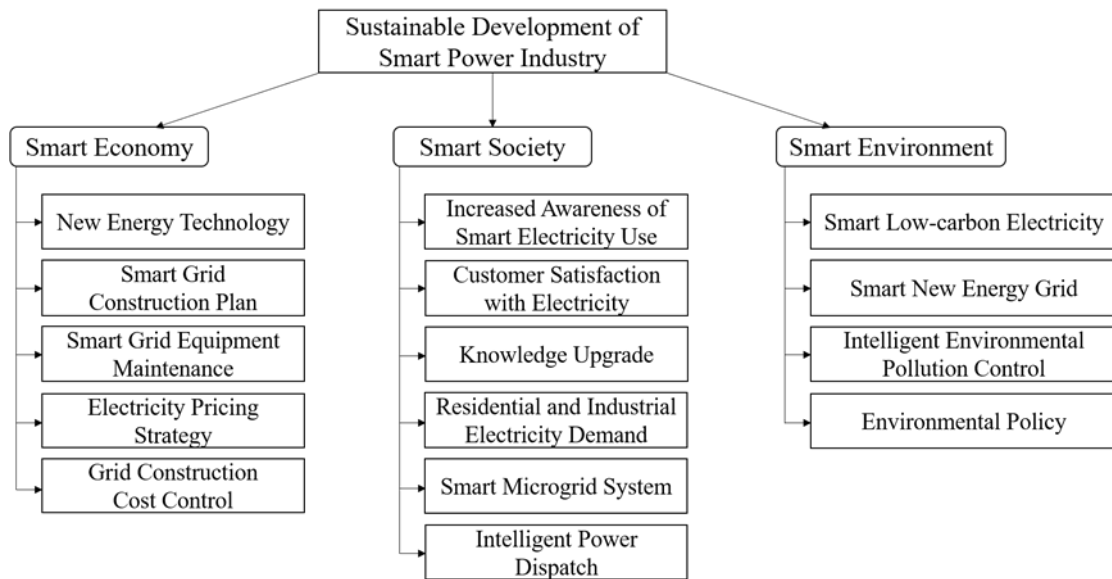 Sustainable Development of
Smart Power Industry
Smart Economy
New Energy Technology
Smart Grid
Construction Plan
Smart Grid Equipment
Maintenance
Electricity Pricing
Strategy
Grid Construction
Cost Control
Smart Society
Increased Awareness of
Smart Electricity Use
Customer Satisfaction
with Electricity
Knowledge Upgrade
Residential and Industrial
Electricity Demand
Smart Microgrid System
Intelligent Power
Dispatch
Smart Environment
Smart Low-carbon Electricity
Smart New Energy Grid
Intelligent Environmental
Pollution Control
Environmental Policy